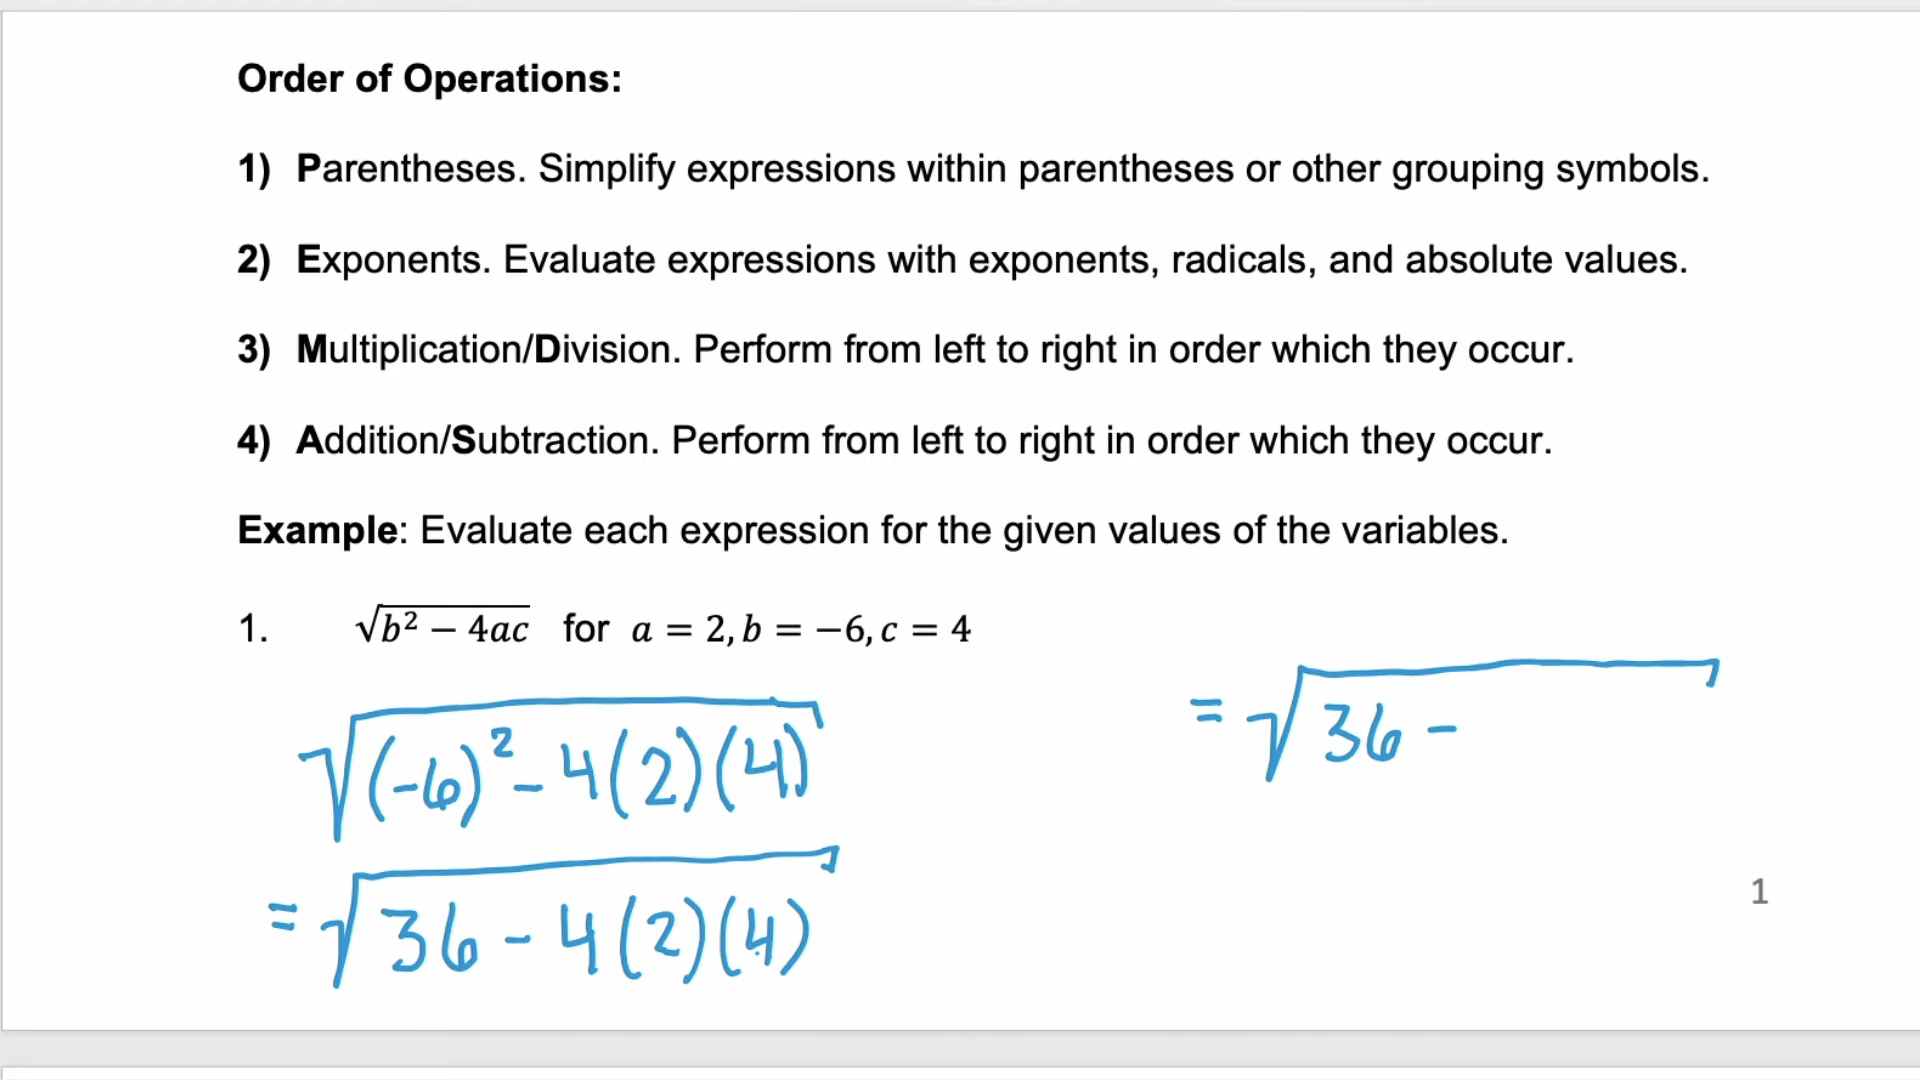 Order of Operations:
1) Parentheses. Simplify expressions within parentheses or other grouping symbols.
2) Exponents. Evaluate expressions with exponents, radicals, and absolute values.
3) Multiplication/Division. Perform from left to right in order which they occur.
4) Addition/Subtraction. Perform from left to right in order which they occur.
Example: Evaluate each expression for the given values of the variables.
1. √b² − 4ac for a = 2, b = −6, c = 4
√(-6)² - 4(2)(4)
= √36 - 4(2)(4)
= √36 -
1